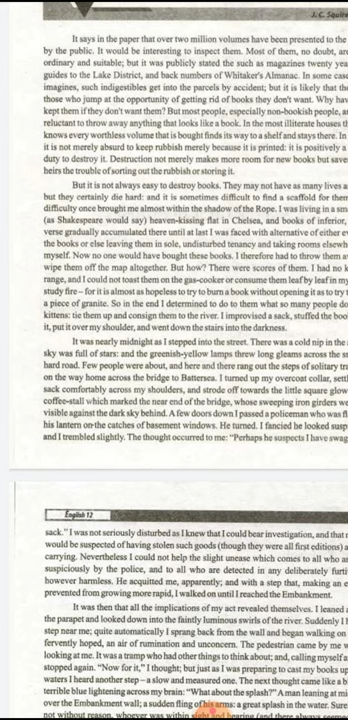 J. C. Squire
It says in the paper that over two million volumes have been presented to the
by the public. It would be interesting to inspect them. Most of them, no doubt, are
ordinary and suitable; but it was publicly stated the such as magazines twenty yea
guides to the Lake District, and back numbers of Whitaker's Almanac. In some case
imagines, such indigestibles get into the parcels by accident; but it is likely that the
those who jump at the opportunity of getting rid of books they don't want. Why hav
kept them if they don't want them? But most people, especially non-bookish people, ar
reluctant to throw away anything that looks like a book. In the most illiterate houses th
knows every worthless volume that is bought finds its way to a shelf and stays there. In
it is not merely absurd to keep rubbish merely because it is printed: it is positively a
duty to destroy it. Destruction not merely makes more room for new books but save
heirs the trouble of sorting out the rubbish or storing it.
But it is not always easy to destroy books. They may not have as many lives a
but they certainly die hard: and it is sometimes difficult to find a scaffold for them
difficulty once brought me almost within the shadow of the Rope. I was living in a sm
(as Shakespeare would say) heaven-kissing flat in Chelsea, and books of inferior,
verse gradually accumulated there until at last I was faced with alternative of either e
the books or else leaving them in sole, undisturbed tenancy and taking rooms elsewh
myself. Now no one would have bought these books. I therefore had to throw them a
wipe them off the map altogether. But how? There were scores of them. I had no k
range, and I could not toast them on the gas-cooker or consume them leaf by leaf in my
study fire – for it is almost as hopeless to try to burn a book without opening it as to try t
a piece of granite. So in the end I determined to do to them what so many people do
kittens: tie them up and consign them to the river. I improvised a sack, stuffed the boo
it, put it over my shoulder, and went down the stairs into the darkness.
It was nearly midnight as I stepped into the street. There was a cold nip in the
sky was full of stars: and the greenish-yellow lamps threw long gleams across the s
hard road. Few people were about, and here and there rang out the steps of solitary tr
on the way home across the bridge to Battersea. I turned up my overcoat collar, settl
sack comfortably across my shoulders, and strode off towards the little square glow
coffee-stall which marked the near end of the bridge, whose sweeping iron girders we
visible against the dark sky behind. A few doors down I passed a policeman who was fl
his lantern on the catches of basement windows. He turned. I fancied he looked susp
and I trembled slightly. The thought occurred to me: "Perhaps he suspects I have swag
English 12
sack." I was not seriously disturbed as I knew that I could bear investigation, and that
would be suspected of having stolen such goods (though they were all first editions) a
carrying. Nevertheless I could not help the slight unease which comes to all who a
suspiciously by the police, and to all who are detected in any deliberately furti
however harmless. He acquitted me, apparently; and with a step that, making an e
prevented from growing more rapid, I walked on until I reached the Embankment.
It was then that all the implications of my act revealed themselves. I leaned
the parapet and looked down into the faintly luminous swirls of the river. Suddenly I h
step near me; quite automatically I sprang back from the wall and began walking on
fervently hoped, an air of rumination and unconcern. The pedestrian came by me w
looking at me. It was a tramp who had other things to think about; and, calling myself a
stopped again. "Now for it," I thought; but just as I was preparing to cast my books up
waters I heard another step – a slow and measured one. The next thought came like a b
terrible blue lightening across my brain: "What about the splash?" A man leaning at mi
over the Embankment wall; a sudden fling of his arms: a great splash in the water. Sure
not without reason, whoever was within sight and hearing (and there always seems